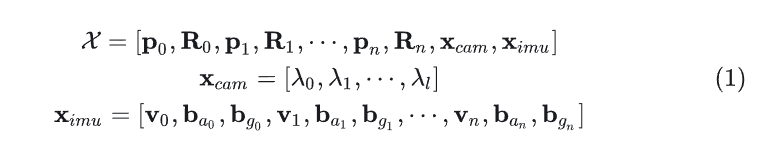 𝒳 = [p₀, R₀, p₁, R₁, ⋯, pₙ, Rₙ, x_cam, x_imu]
x_cam = [λ₀, λ₁, ⋯, λ_l] (1)
x_imu = [v₀, b_{a₀}, b_{g₀}, v₁, b_{a₁}, b_{g₁}, ⋯, vₙ, b_{aₙ}, b_{gₙ}]